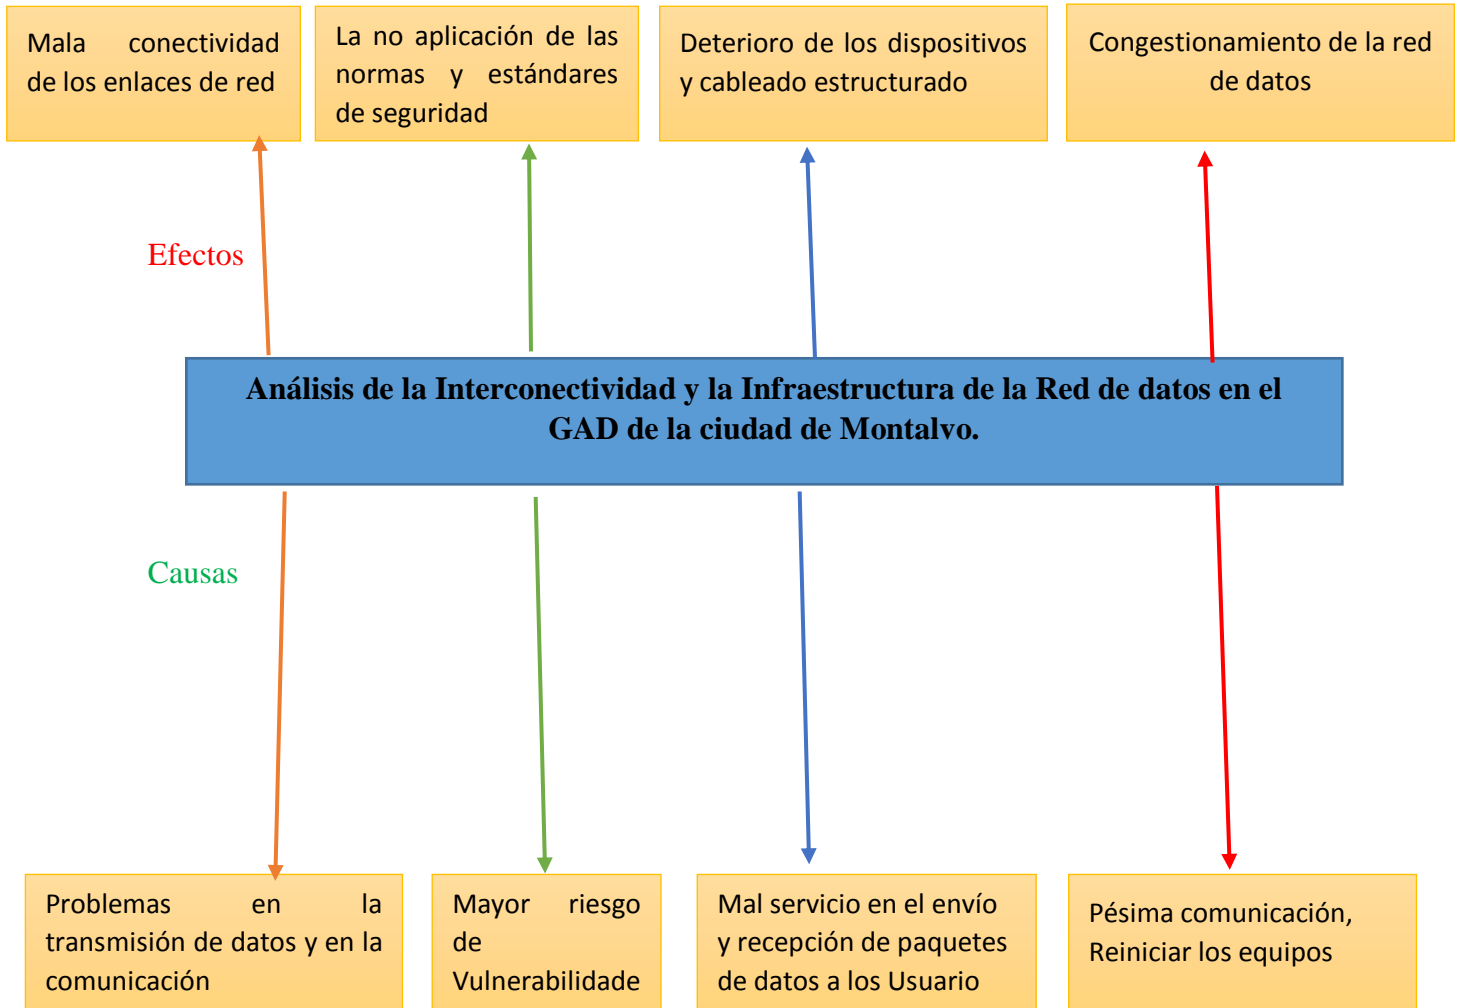 Mala conectividad
de los enlaces de red
La no aplicación de las
normas y estándares
de seguridad
Deterioro de los dispositivos
y cableado estructurado
Congestionamiento de la red
de datos
Efectos
Análisis de la Interconectividad y la Infraestructura de la Red de datos en el
GAD de la ciudad de Montalvo.
Causas
Problemas en la
transmisión de datos y en la
comunicación
Mayor riesgo
de
Vulnerabilidade
Mal servicio en el envío
y recepción de paquetes
de datos a los Usuario
Pésima comunicación,
Reiniciar los equipos